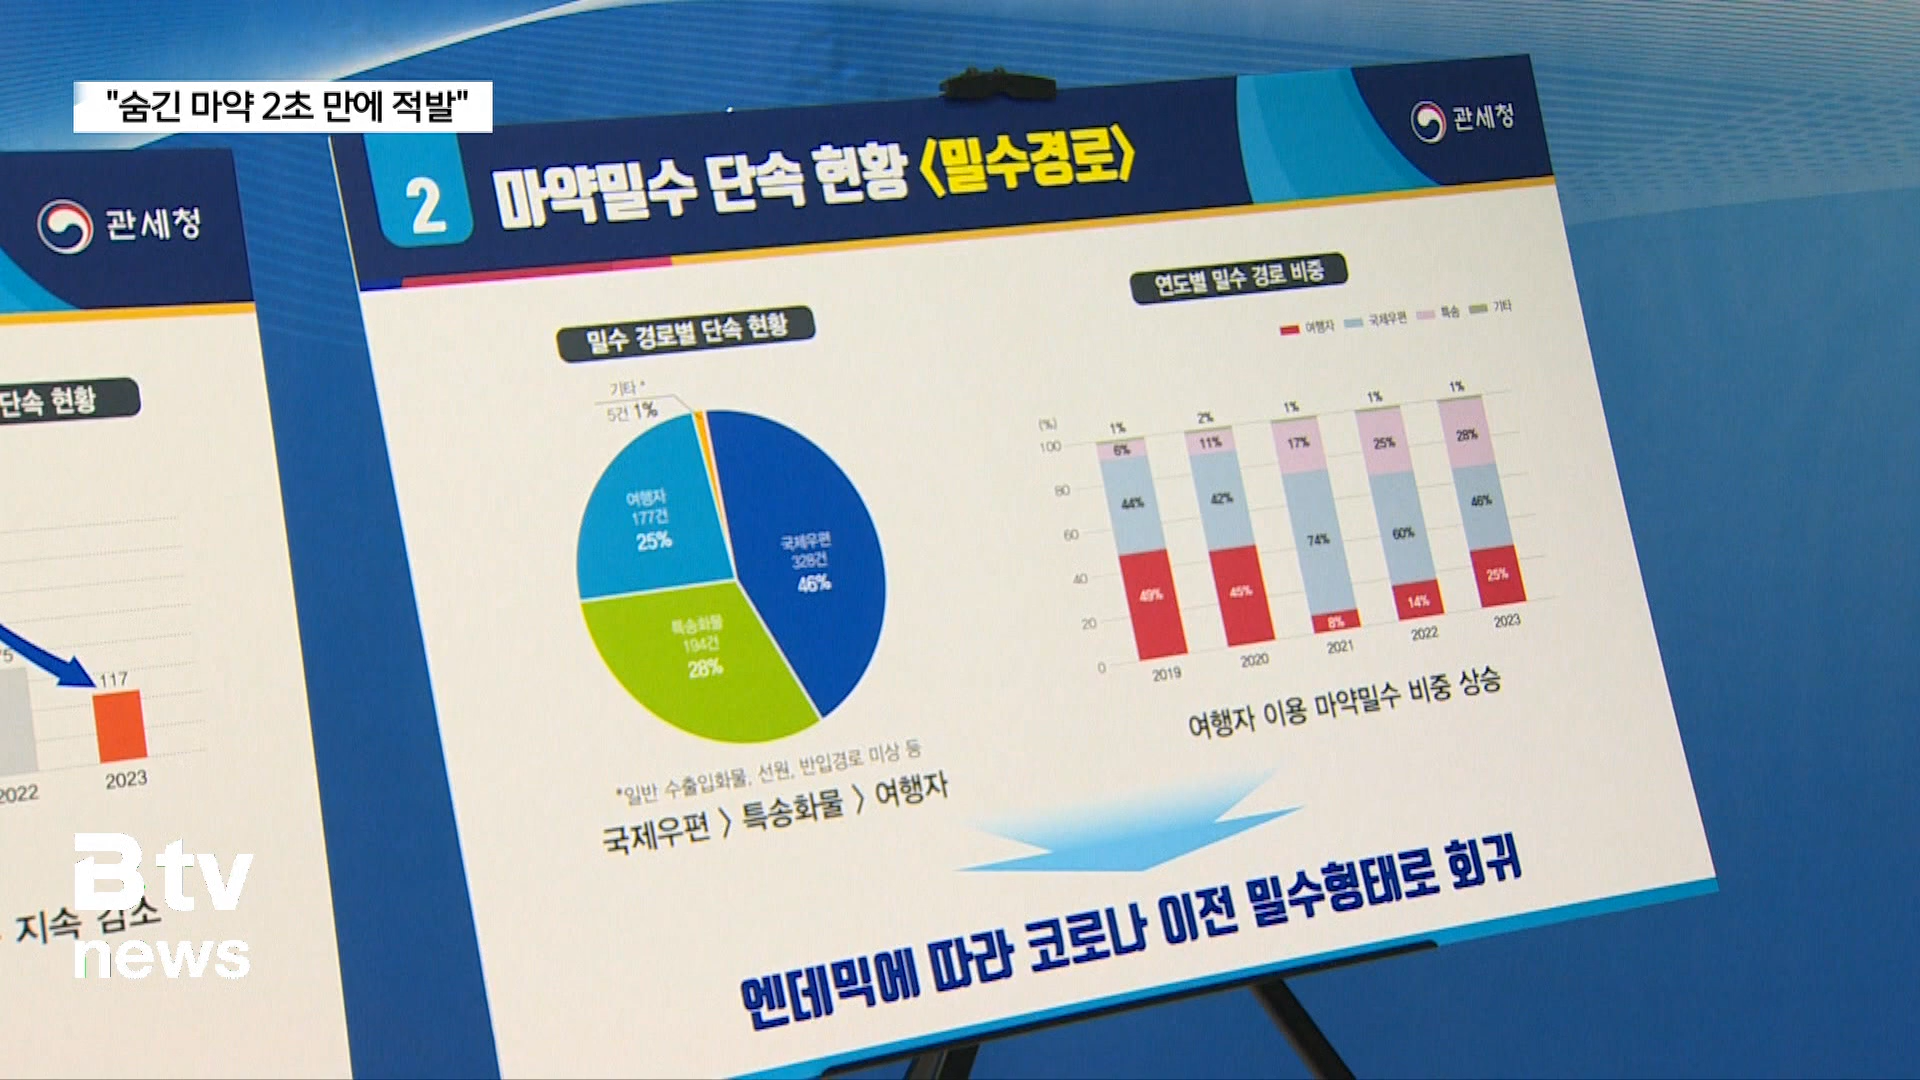 "숨긴 마약 2초 만에 적발"
관세청
단속 현황
117
2022
2023
지속 감소
B tv
news
2
마약밀수 단속 현황 〈밀수경로〉
관세청
밀수 경로별 단속 현황
기타 *
5건 1%
여행자
177건
25%
국제우편
328건
46%
특송화물
194건
28%
*일반 수출입화물, 선원, 반입경로 미상 등
국제우편 〉 특송화물 〉 여행자
연도별 밀수 경로 비중
여행자 국제우편 특송 기타
(%)
100
80
60
40
20
0
1% 2% 1% 1% 1%
6% 11% 17% 25% 28%
44% 42% 74% 60% 46%
49% 45% 8% 14% 25%
2019 2020 2021 2022 2023
여행자 이용 마약밀수 비중 상승
엔데믹에 따라 코로나 이전 밀수형태로 회귀